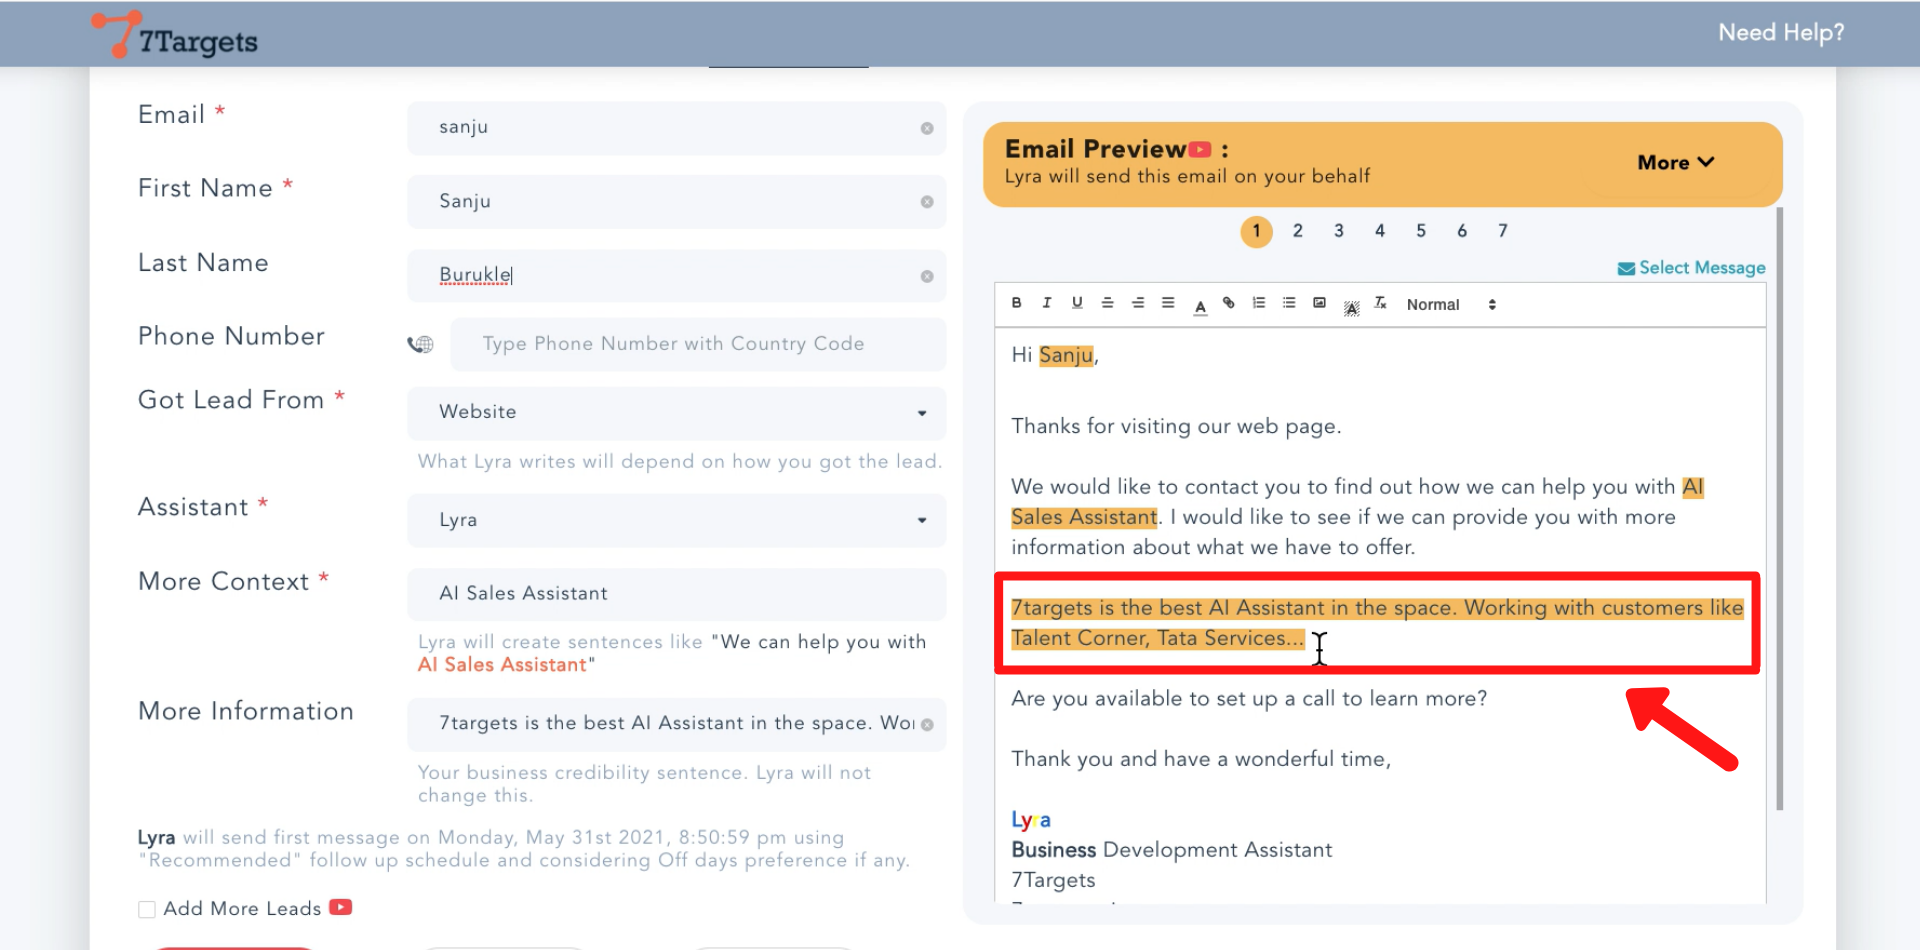 7Targets
Need Help?
Email *
sanju
First Name *
Sanju
Last Name
Burukle
Phone Number
Type Phone Number with Country Code
Got Lead From *
Website
What Lyra writes will depend on how you got the lead.
Assistant *
Lyra
More Context *
AI Sales Assistant
Lyra will create sentences like "We can help you with
AI Sales Assistant"
More Information
7targets is the best AI Assistant in the space. Wor
Your business credibility sentence. Lyra will not
change this.
Lyra will send first message on Monday, May 31st 2021, 8:50:59 pm using
"Recommended" follow up schedule and considering Off days preference if any.
Add More Leads
Email Preview :
Lyra will send this email on your behalf
More
1 2 3 4 5 6 7
Select Message
B I U A A Tx Normal
Hi Sanju,
Thanks for visiting our web page.
We would like to contact you to find out how we can help you with AI
Sales Assistant. I would like to see if we can provide you with more
information about what we have to offer.
7targets is the best AI Assistant in the space. Working with customers like
Talent Corner, Tata Services...
Are you available to set up a call to learn more?
Thank you and have a wonderful time,
Lyra
Business Development Assistant
7Targets